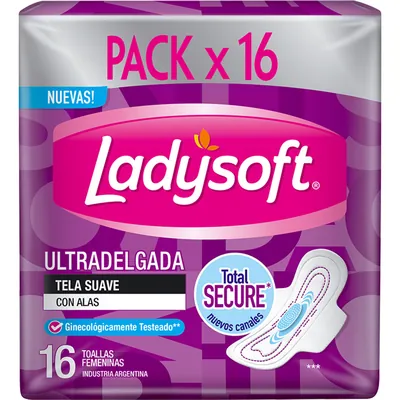 PACK x 16
NUEVAS!
Ladysoft®
ULTRADELGADA
TELA SUAVE
CON ALAS
Ginecológicamente Testeado**
Total
SECURE*
nuevos canales
16 TOALLAS
FEMENINAS
INDUSTRIA ARGENTINA
***